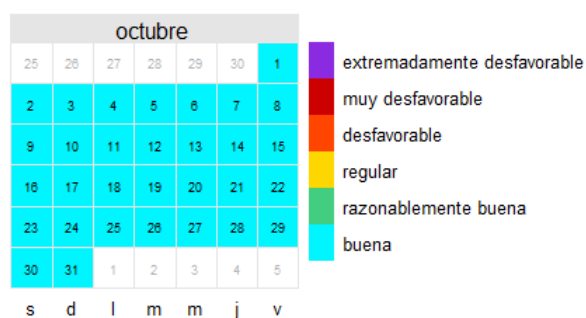 octubre
25 26 27 28 29 30 1
2 3 4 5 6 7 8
9 10 11 12 13 14 15
16 17 18 19 20 21 22
23 24 25 26 27 28 29
30 31 1 2 3 4 5
s d l m m j v
extremadamente desfavorable
muy desfavorable
desfavorable
regular
razonablemente buena
buena